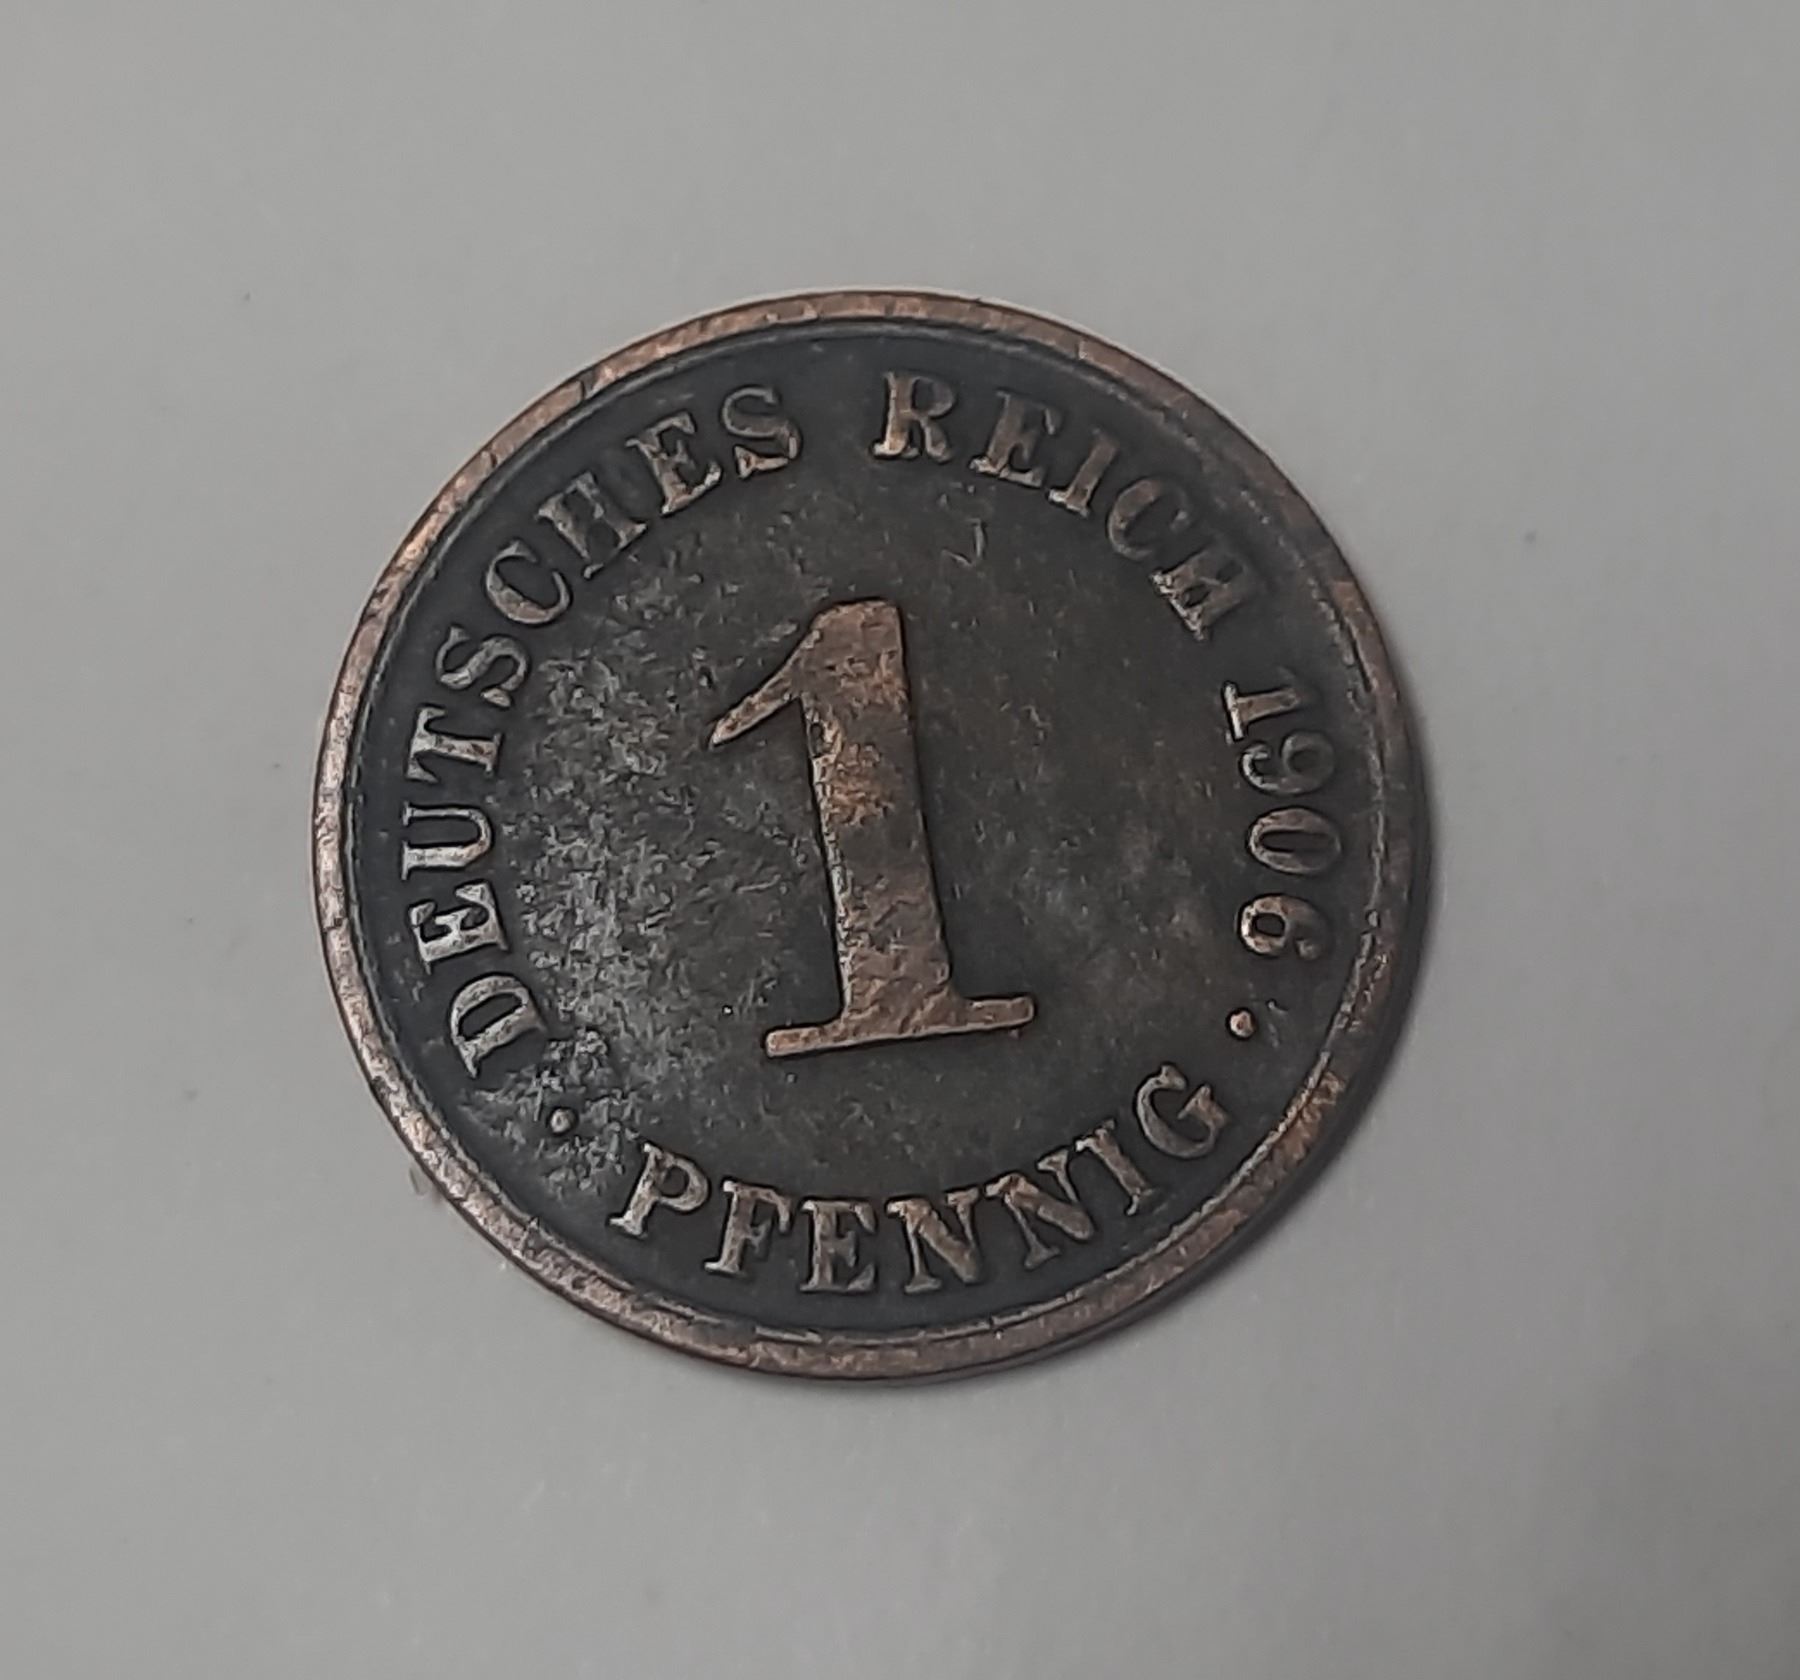 DEUTSCHES REICH 1906
1
PFENNIG